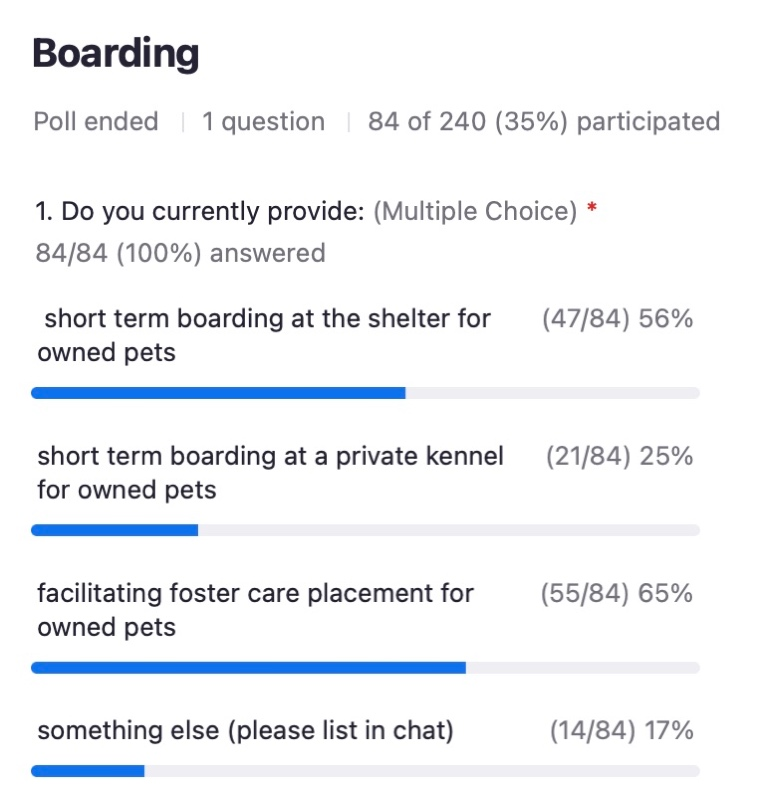 Boarding
Poll ended | 1 question | 84 of 240 (35%) participated
1. Do you currently provide: (Multiple Choice) *
84/84 (100%) answered
short term boarding at the shelter for (47/84) 56%
owned pets
short term boarding at a private kennel (21/84) 25%
for owned pets
facilitating foster care placement for (55/84) 65%
owned pets
something else (please list in chat) (14/84) 17%